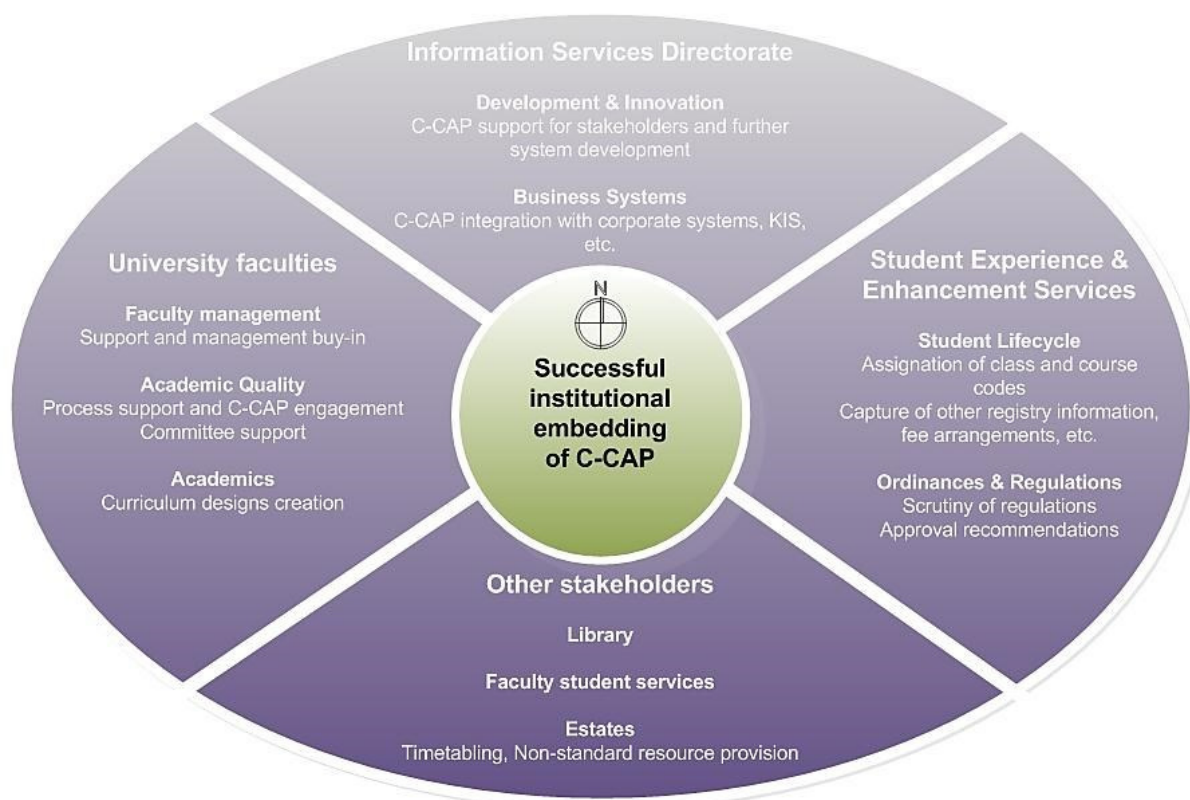 Information Services Directorate
Development & Innovation
C-CAP support for stakeholders and further
system development
Business Systems
C-CAP integration with corporate systems, KIS,
etc.
University faculties
Faculty management
Support and management buy-in
Academic Quality
Process support and C-CAP engagement
Committee support
Academics
Curriculum designs creation
N
Successful
institutional
embedding
of C-CAP
Student Experience &
Enhancement Services
Student Lifecycle
Assignation of class and course
codes
Capture of other registry information,
fee arrangements, etc.
Ordinances & Regulations
Scrutiny of regulations
Approval recommendations
Other stakeholders
Library
Faculty student services
Estates
Timetabling, Non-standard resource provision